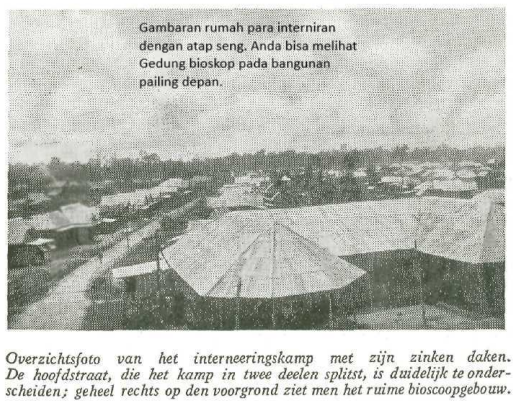 Gambaran rumah para interniran
dengan atap seng. Anda bisa melihat
Gedung bioskop pada bangunan
pailing depan.
Overzichtsfoto van het interneeringskamp met zijn zinken daken.
De hoofdstraat, die het kamp in twee deelen splitst, is duidelijk te onder-
scheiden; geheel rechts op den voorgrond ziet men het ruime bioscoopgebouw.